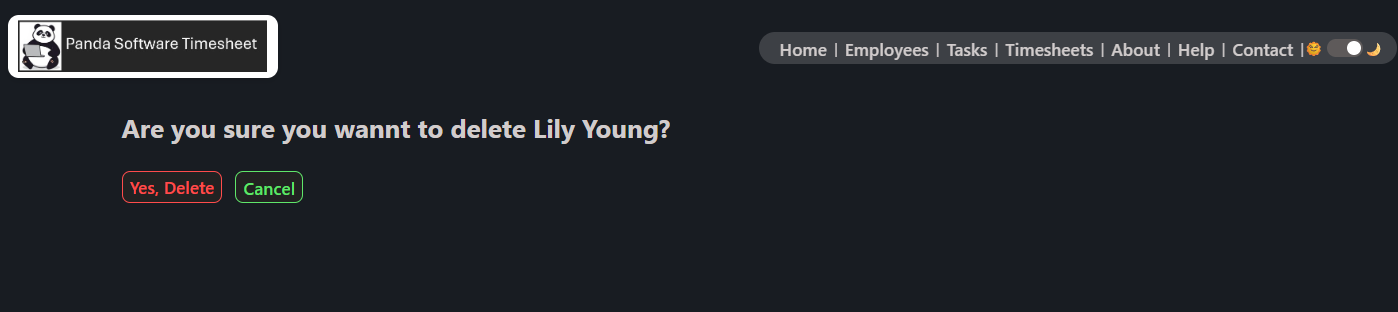 Panda Software Timesheet
Home | Employees | Tasks | Timesheets | About | Help | Contact |
Are you sure you wannt to delete Lily Young?
Yes, Delete Cancel